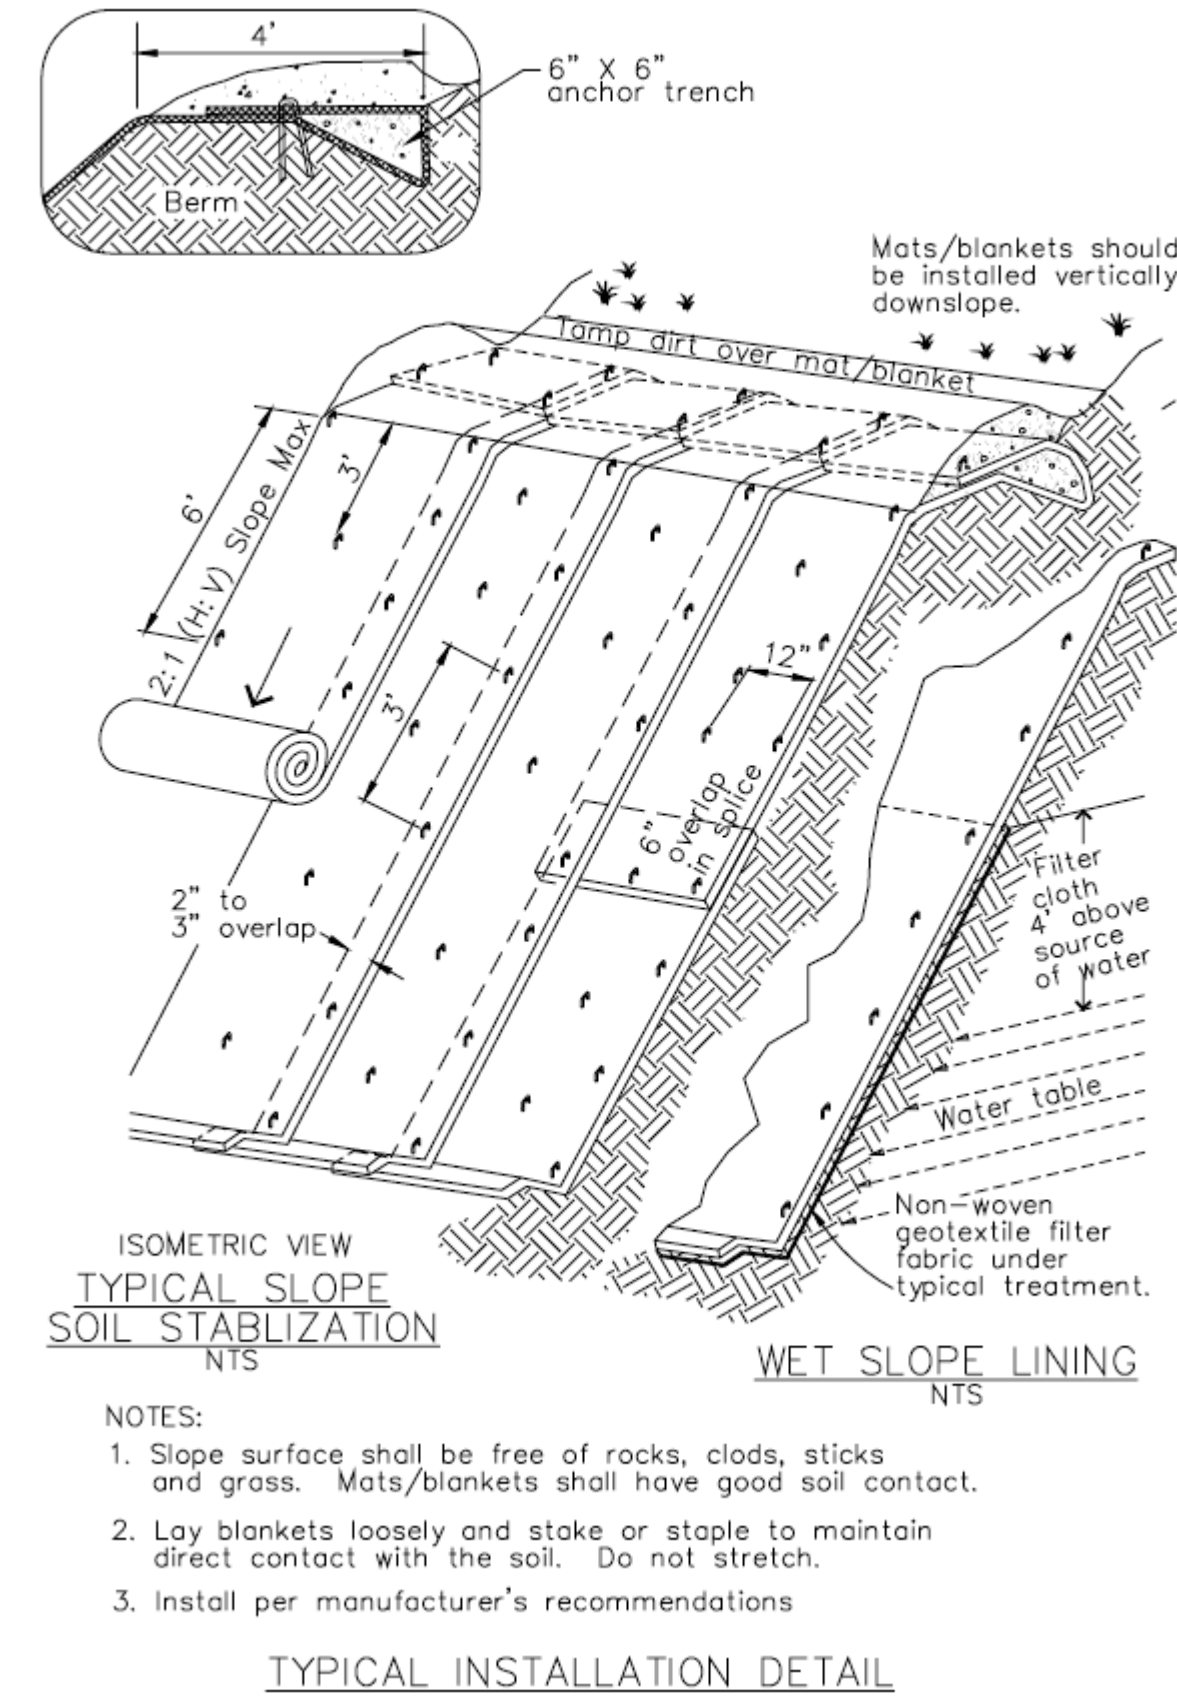 4'
6" X 6"
anchor trench
Berm
Mats/blankets should
be installed vertically
downslope.
Tamp dirt over mat/blanket
6'
3'
2:1 (H:V) Slope Max
3'
12"
6"
overlap
in splice
2" to
3" overlap
Filter
cloth
4' above
source
of water
Water table
Non-woven
geotextile filter
fabric under
typical treatment.
ISOMETRIC VIEW
TYPICAL SLOPE
SOIL STABLIZATION
NTS
WET SLOPE LINING
NTS
NOTES:
1. Slope surface shall be free of rocks, clods, sticks
and grass. Mats/blankets shall have good soil contact.
2. Lay blankets loosely and stake or staple to maintain
direct contact with the soil. Do not stretch.
3. Install per manufacturer's recommendations
TYPICAL INSTALLATION DETAIL